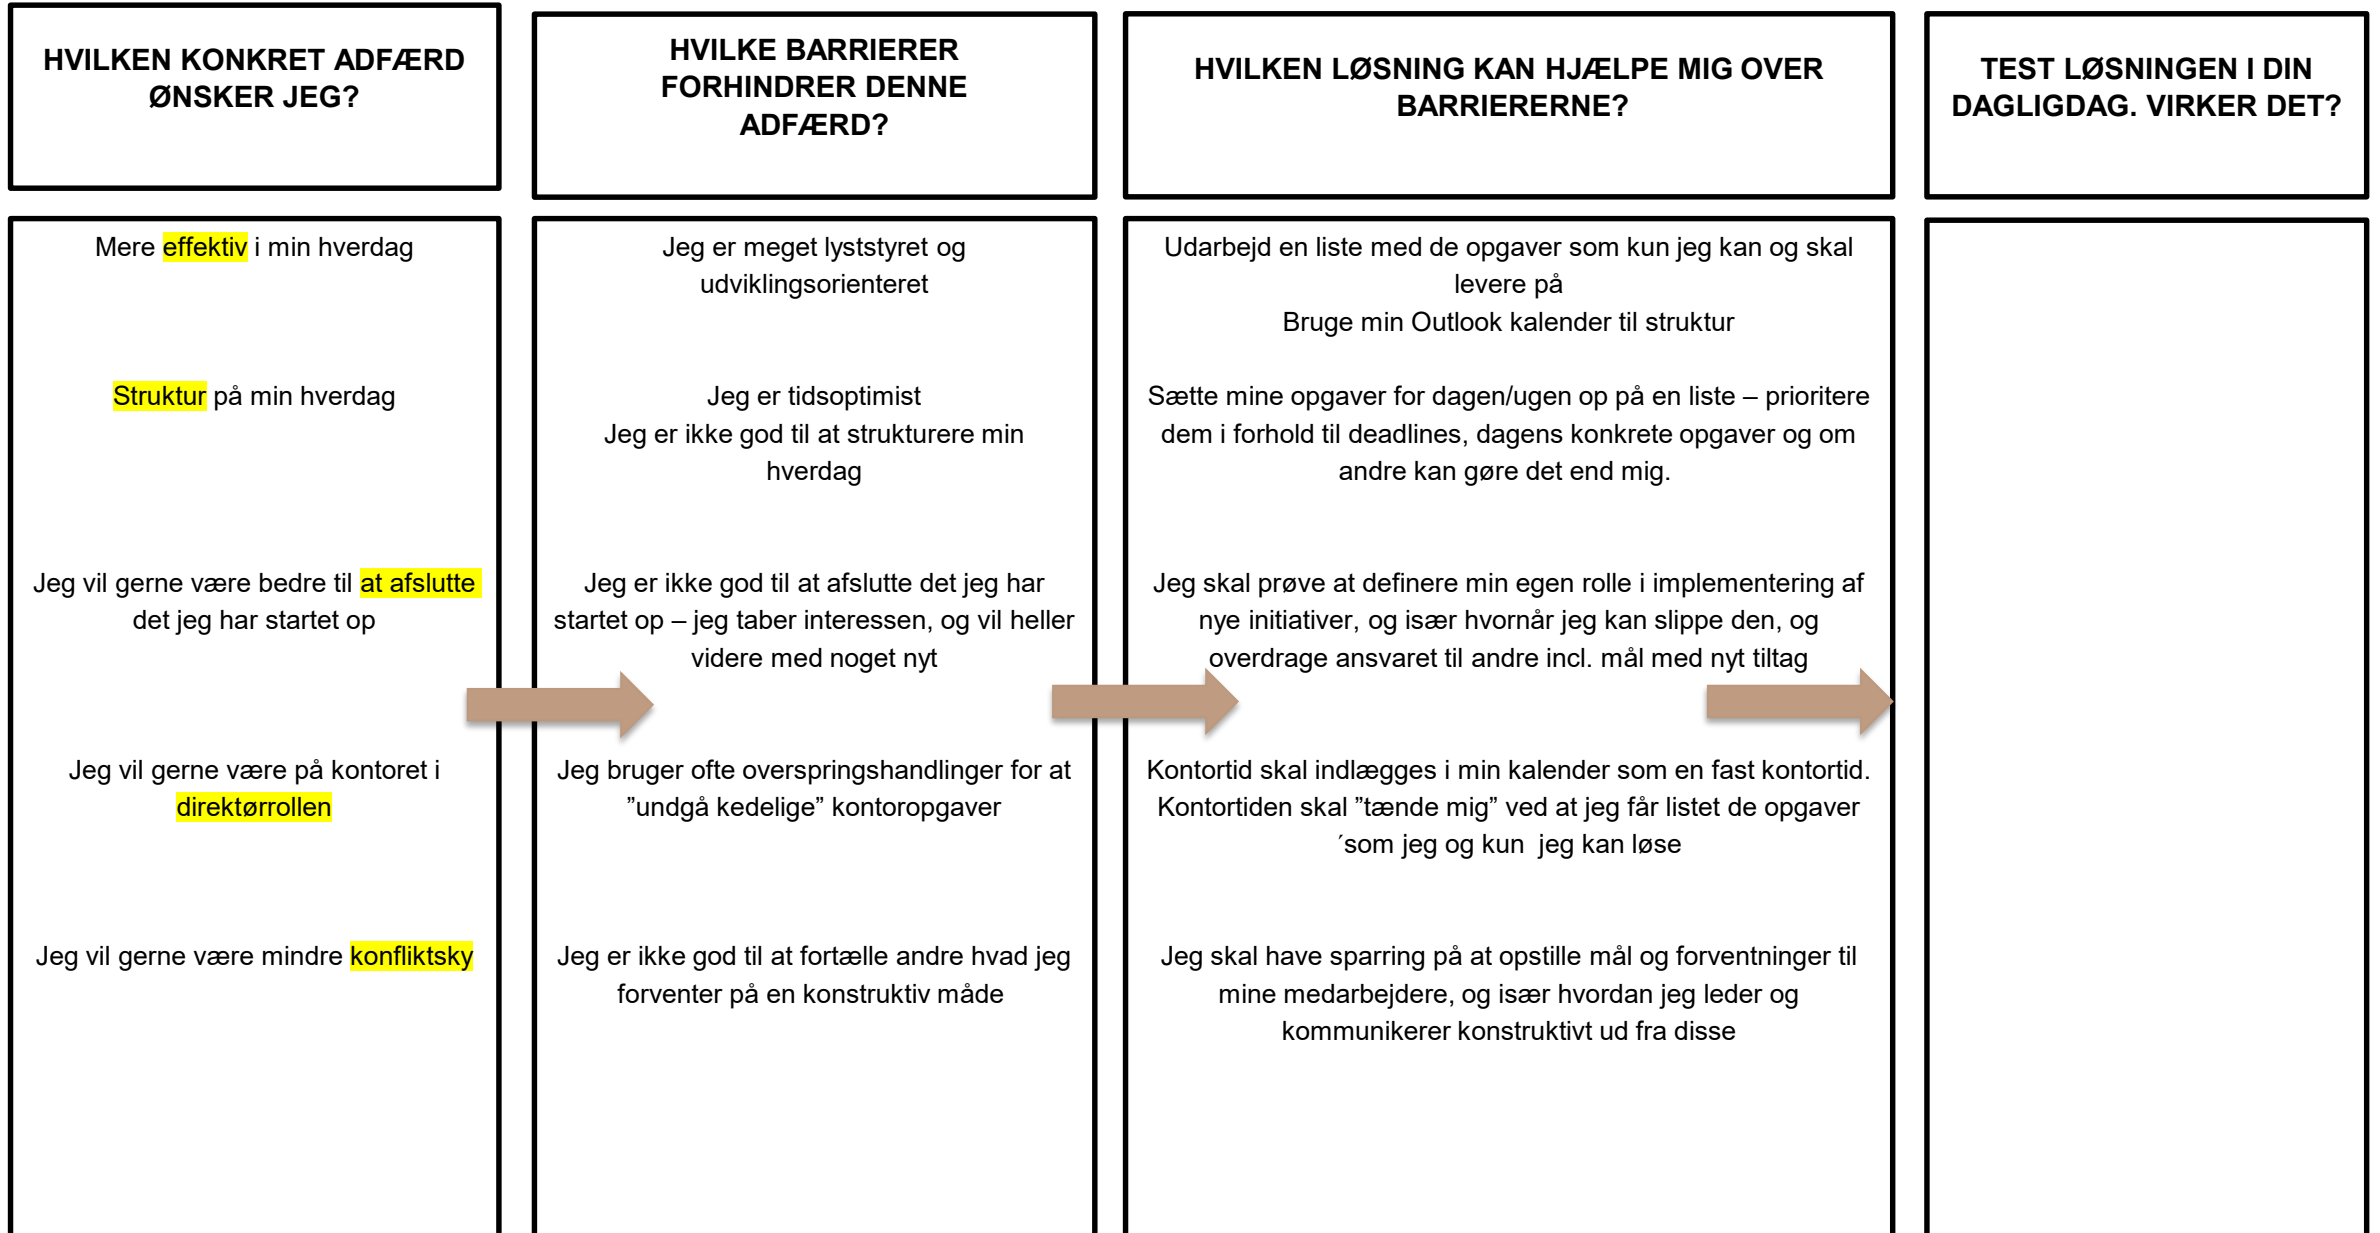 HVILKEN KONKRET ADFÆRD
ØNSKER JEG?
HVILKE BARRIERER
FORHINDRER DENNE
ADFÆRD?
HVILKEN LØSNING KAN HJÆLPE MIG OVER
BARRIERERNE?
TEST LØSNINGEN I DIN
DAGLIGDAG. VIRKER DET?
Mere effektiv i min hverdag
Struktur på min hverdag
Jeg vil gerne være bedre til at afslutte
det jeg har startet op
Jeg vil gerne være på kontoret i
direktørrollen
Jeg vil gerne være mindre konfliktsky
Jeg er meget lyststyret og
udviklingsorienteret
Jeg er tidsoptimist
Jeg er ikke god til at strukturere min
hverdag
Jeg er ikke god til at afslutte det jeg har
startet op – jeg taber interessen, og vil heller
videre med noget nyt
Jeg bruger ofte overspringshandlinger for at
”undgå kedelige” kontoropgaver
Jeg er ikke god til at fortælle andre hvad jeg
forventer på en konstruktiv måde
Udarbejd en liste med de opgaver som kun jeg kan og skal
levere på
Bruge min Outlook kalender til struktur
Sætte mine opgaver for dagen/ugen op på en liste – prioritere
dem i forhold til deadlines, dagens konkrete opgaver og om
andre kan gøre det end mig.
Jeg skal prøve at definere min egen rolle i implementering af
nye initiativer, og især hvornår jeg kan slippe den, og
overdrage ansvaret til andre incl. mål med nyt tiltag
Kontortid skal indlægges i min kalender som en fast kontortid.
Kontortiden skal ”tænde mig” ved at jeg får listet de opgaver
´som jeg og kun  jeg kan løse
Jeg skal have sparring på at opstille mål og forventninger til
mine medarbejdere, og især hvordan jeg leder og
kommunikerer konstruktivt ud fra disse